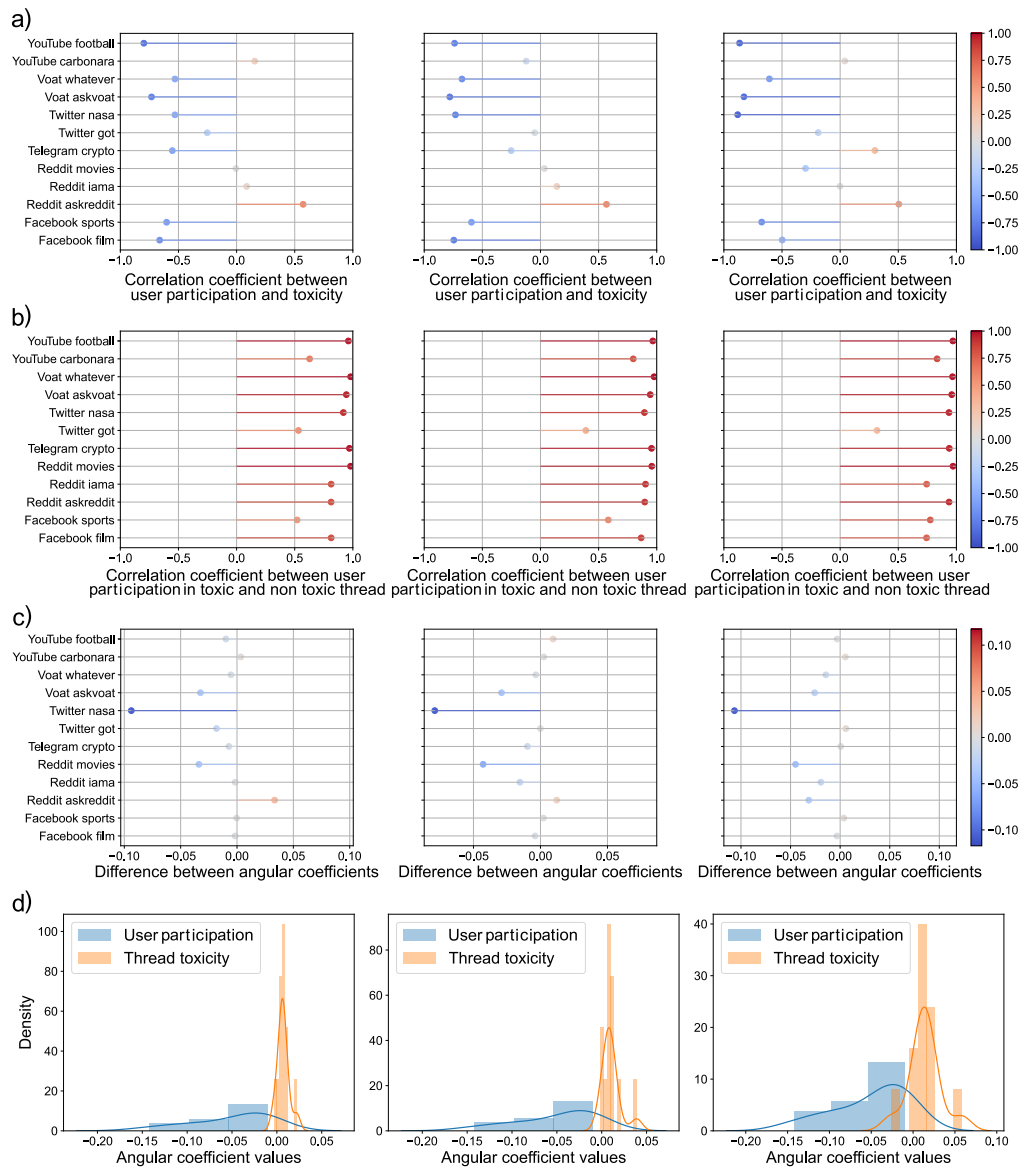 a)
YouTube football
YouTube carbonara
Voat whatever
Voat askvoat
Twitter nasa
Twitter got
Telegram crypto
Reddit movies
Reddit iama
Reddit askreddit
Facebook sports
Facebook film
−1.0 −0.5 0 0.5 1.0
−1.0 −0.5 0 0.5 1.0
−1.0 −0.5 0 0.5 1.0
Correlation coefficient between
user participation and toxicity
Correlation coefficient between
user participation and toxicity
Correlation coefficient between
user participation and toxicity
1.00
0.75
0.50
0.25
0.00
−0.25
−0.50
−0.75
−1.00
b)
YouTube football
YouTube carbonara
Voat whatever
Voat askvoat
Twitter nasa
Twitter got
Telegram crypto
Reddit movies
Reddit iama
Reddit askreddit
Facebook sports
Facebook film
−1.0 −0.5 0 0.5 1.0
−1.0 −0.5 0 0.5 1.0
−1.0 −0.5 0 0.5 1.0
Correlation coefficient between user
participation in toxic and non toxic thread
Correlation coefficient between user
participation in toxic and non toxic thread
Correlation coefficient between user
participation in toxic and non toxic thread
1.00
0.75
0.50
0.25
0.00
−0.25
−0.50
−0.75
−1.00
c)
YouTube football
YouTube carbonara
Voat whatever
Voat askvoat
Twitter nasa
Twitter got
Telegram crypto
Reddit movies
Reddit iama
Reddit askreddit
Facebook sports
Facebook film
−0.10 −0.05 0.00 0.05 0.10
−0.05 0.00 0.05
−0.10 −0.05 0.00 0.05 0.10
Difference between angular coefficients
Difference between angular coefficients
Difference between angular coefficients
0.10
0.05
0.00
−0.05
−0.10
d)
Density
100
80
60
40
20
0
User participation
Thread toxicity
−0.20 −0.15 −0.10 −0.05 0.00 0.05
Angular coefficient values
80
60
40
20
0
User participation
Thread toxicity
−0.20 −0.15 −0.10 −0.05 0.00 0.05
Angular coefficient values
40
30
20
10
0
User participation
Thread toxicity
−0.20 −0.15 −0.10 −0.05 0.00 0.05 0.10
Angular coefficient values